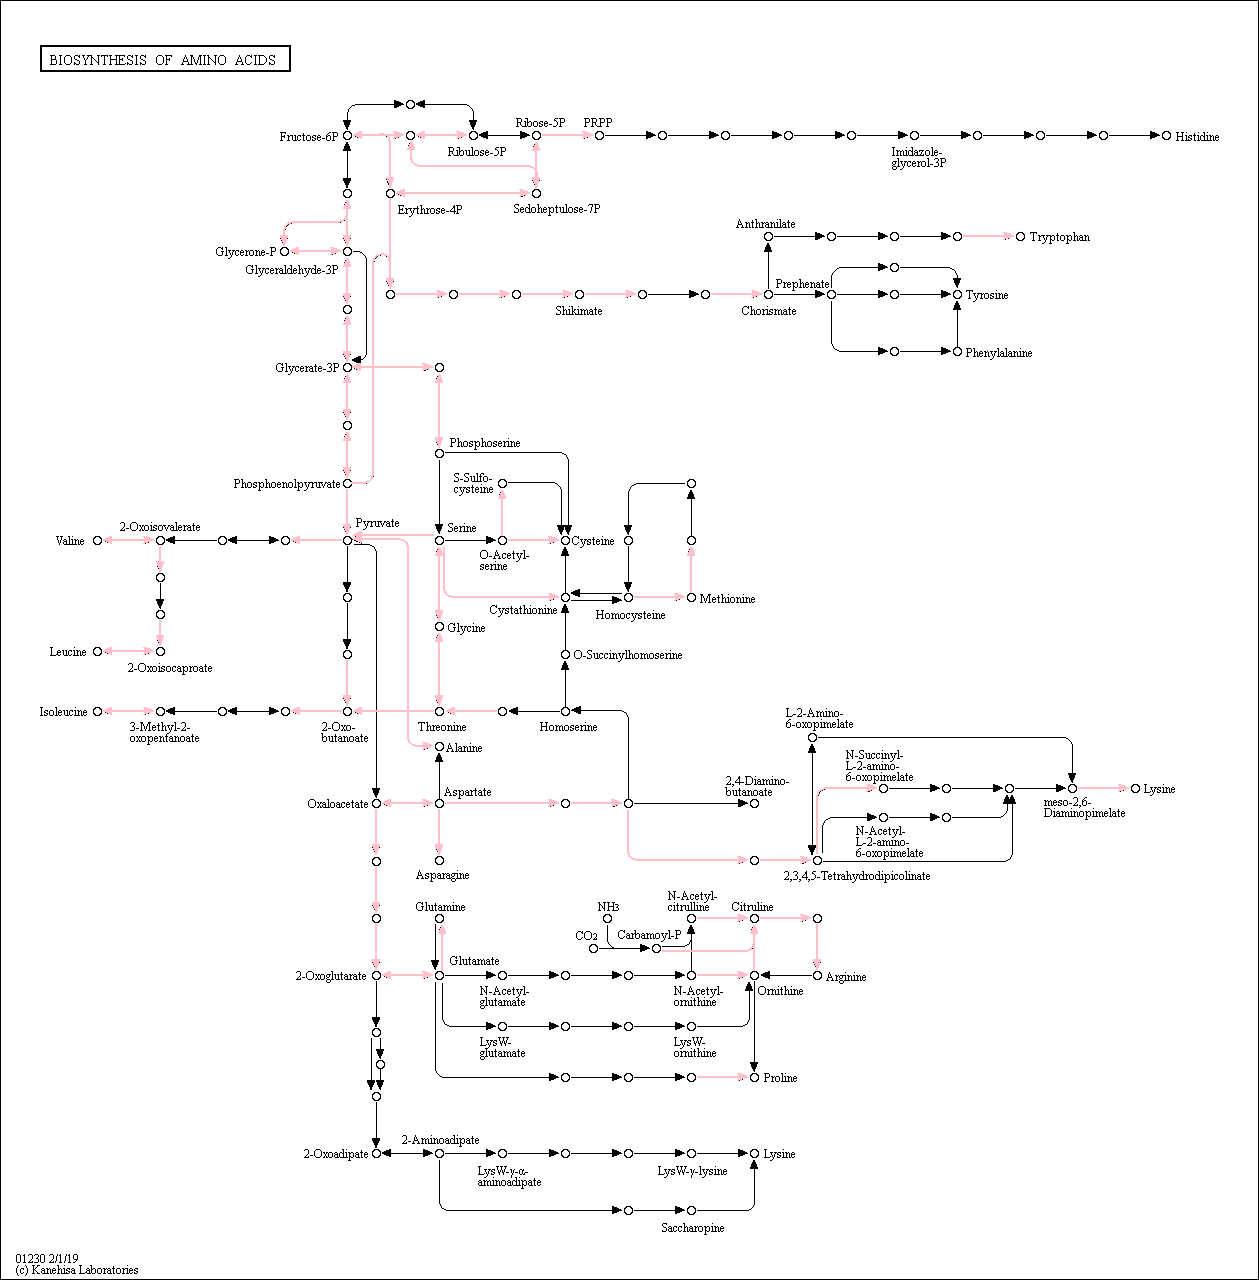 BIOSYNTHESIS OF AMINO ACIDS
Ribose-5P
PRPP
Fructose-6P
Histidine
Ribulose-5P
Imidazole-
glycerol-3P
Erythrose-4P
Sedoheptulose-7P
Anthranilate
Tryptophan
Glycerone-P
Glyceraldehyde-3P
Prephenate
Tyrosine
Shikimate
Chorismate
Phenylalanine
Glycerate-3P
Phosphoserine
S-Sulfo-
cysteine
Phosphoenolpyruvate
Pyruvate
2-Oxoisovalerate
Serine
Valine
Cysteine
O-Acetyl-
serine
Cystathionine
Methionine
Homocysteine
Glycine
Leucine
2-Oxoisocaproate
O-Succinylhomoserine
Isoleucine
3-Methyl-2-
oxopentanoate
2-Oxo-
butanoate
Threonine
Homoserine
L-2-Amino-
6-oxopimelate
Alanine
N-Succinyl-
L-2-amino-
6-oxopimelate
2,4-Diamino-
butanoate
Aspartate
Oxaloacetate
Lysine
meso-2,6-
Diaminopimelate
N-Acetyl-
L-2-amino-
6-oxopimelate
Asparagine
2,3,4,5-Tetrahydrodipicolinate
N-Acetyl-
citrulline
Glutamine
NH3
Citruline
CO2
Carbamoyl-P
Glutamate
2-Oxoglutarate
Arginine
N-Acetyl-
glutamate
N-Acetyl-
ornithine
Ornithine
LysW-
glutamate
LysW-
ornithine
Proline
2-Aminoadipate
2-Oxoadipate
Lysine
LysW-γ-α-
aminoadipate
LysW-γ-lysine
Saccharopine
01230 2/1/19
(c) Kanehisa Laboratories